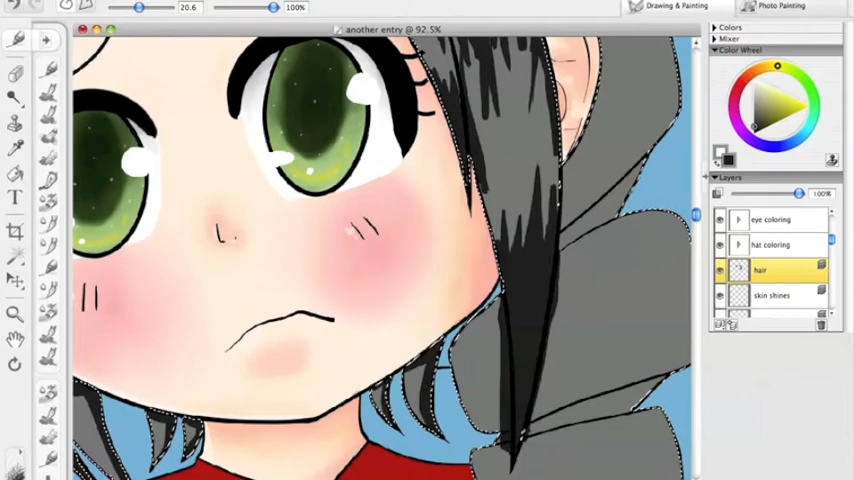 20.6
100%
Drawing & Painting
Photo Painting
another entry @ 92.5%
Colors
Mixer
Color Wheel
T
Layers
100%
eye coloring
hat coloring
hair
skin shines